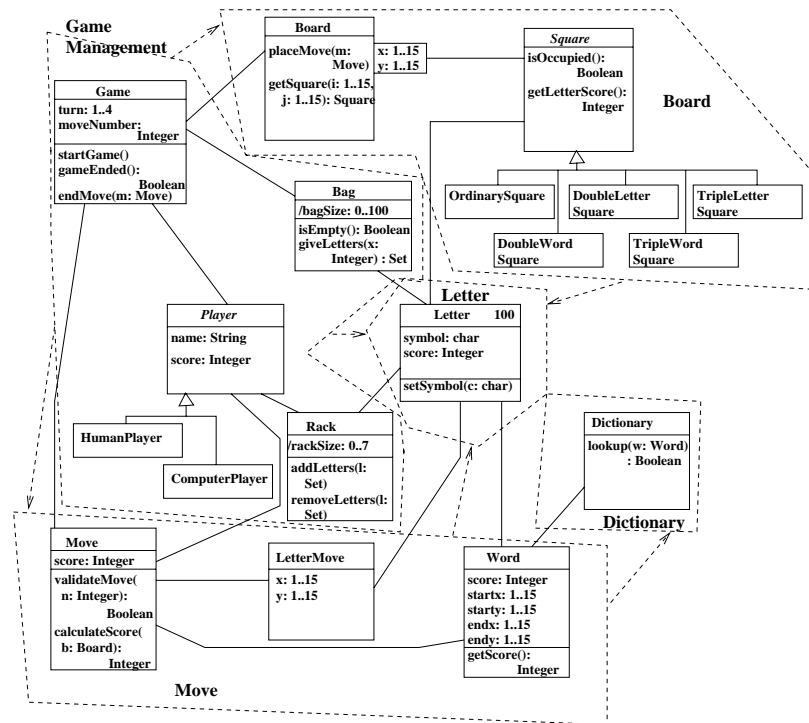 Game
Management
Board
placeMove(m:
Move)
getSquare(i: 1..15,
j: 1..15): Square
x: 1..15
y: 1..15
Square
isOccupied():
Boolean
getLetterScore():
Integer
Board
Game
turn: 1..4
moveNumber:
Integer
startGame()
gameEnded():
Boolean
endMove(m: Move)
Bag
/bagSize: 0..100
isEmpty(): Boolean
giveLetters(x:
Integer) : Set
OrdinarySquare
DoubleLetter
Square
TripleLetter
Square
DoubleWord
Square
TripleWord
Square
Letter
Letter 100
symbol: char
score: Integer
setSymbol(c: char)
Player
name: String
score: Integer
HumanPlayer
ComputerPlayer
Rack
/rackSize: 0..7
addLetters(l:
Set)
removeLetters(l:
Set)
Dictionary
lookup(w: Word)
: Boolean
Dictionary
Move
score: Integer
validateMove(
n: Integer):
Boolean
calculateScore(
b: Board):
Integer
LetterMove
x: 1..15
y: 1..15
Word
score: Integer
startx: 1..15
starty: 1..15
endx: 1..15
endy: 1..15
getScore():
Integer
Move